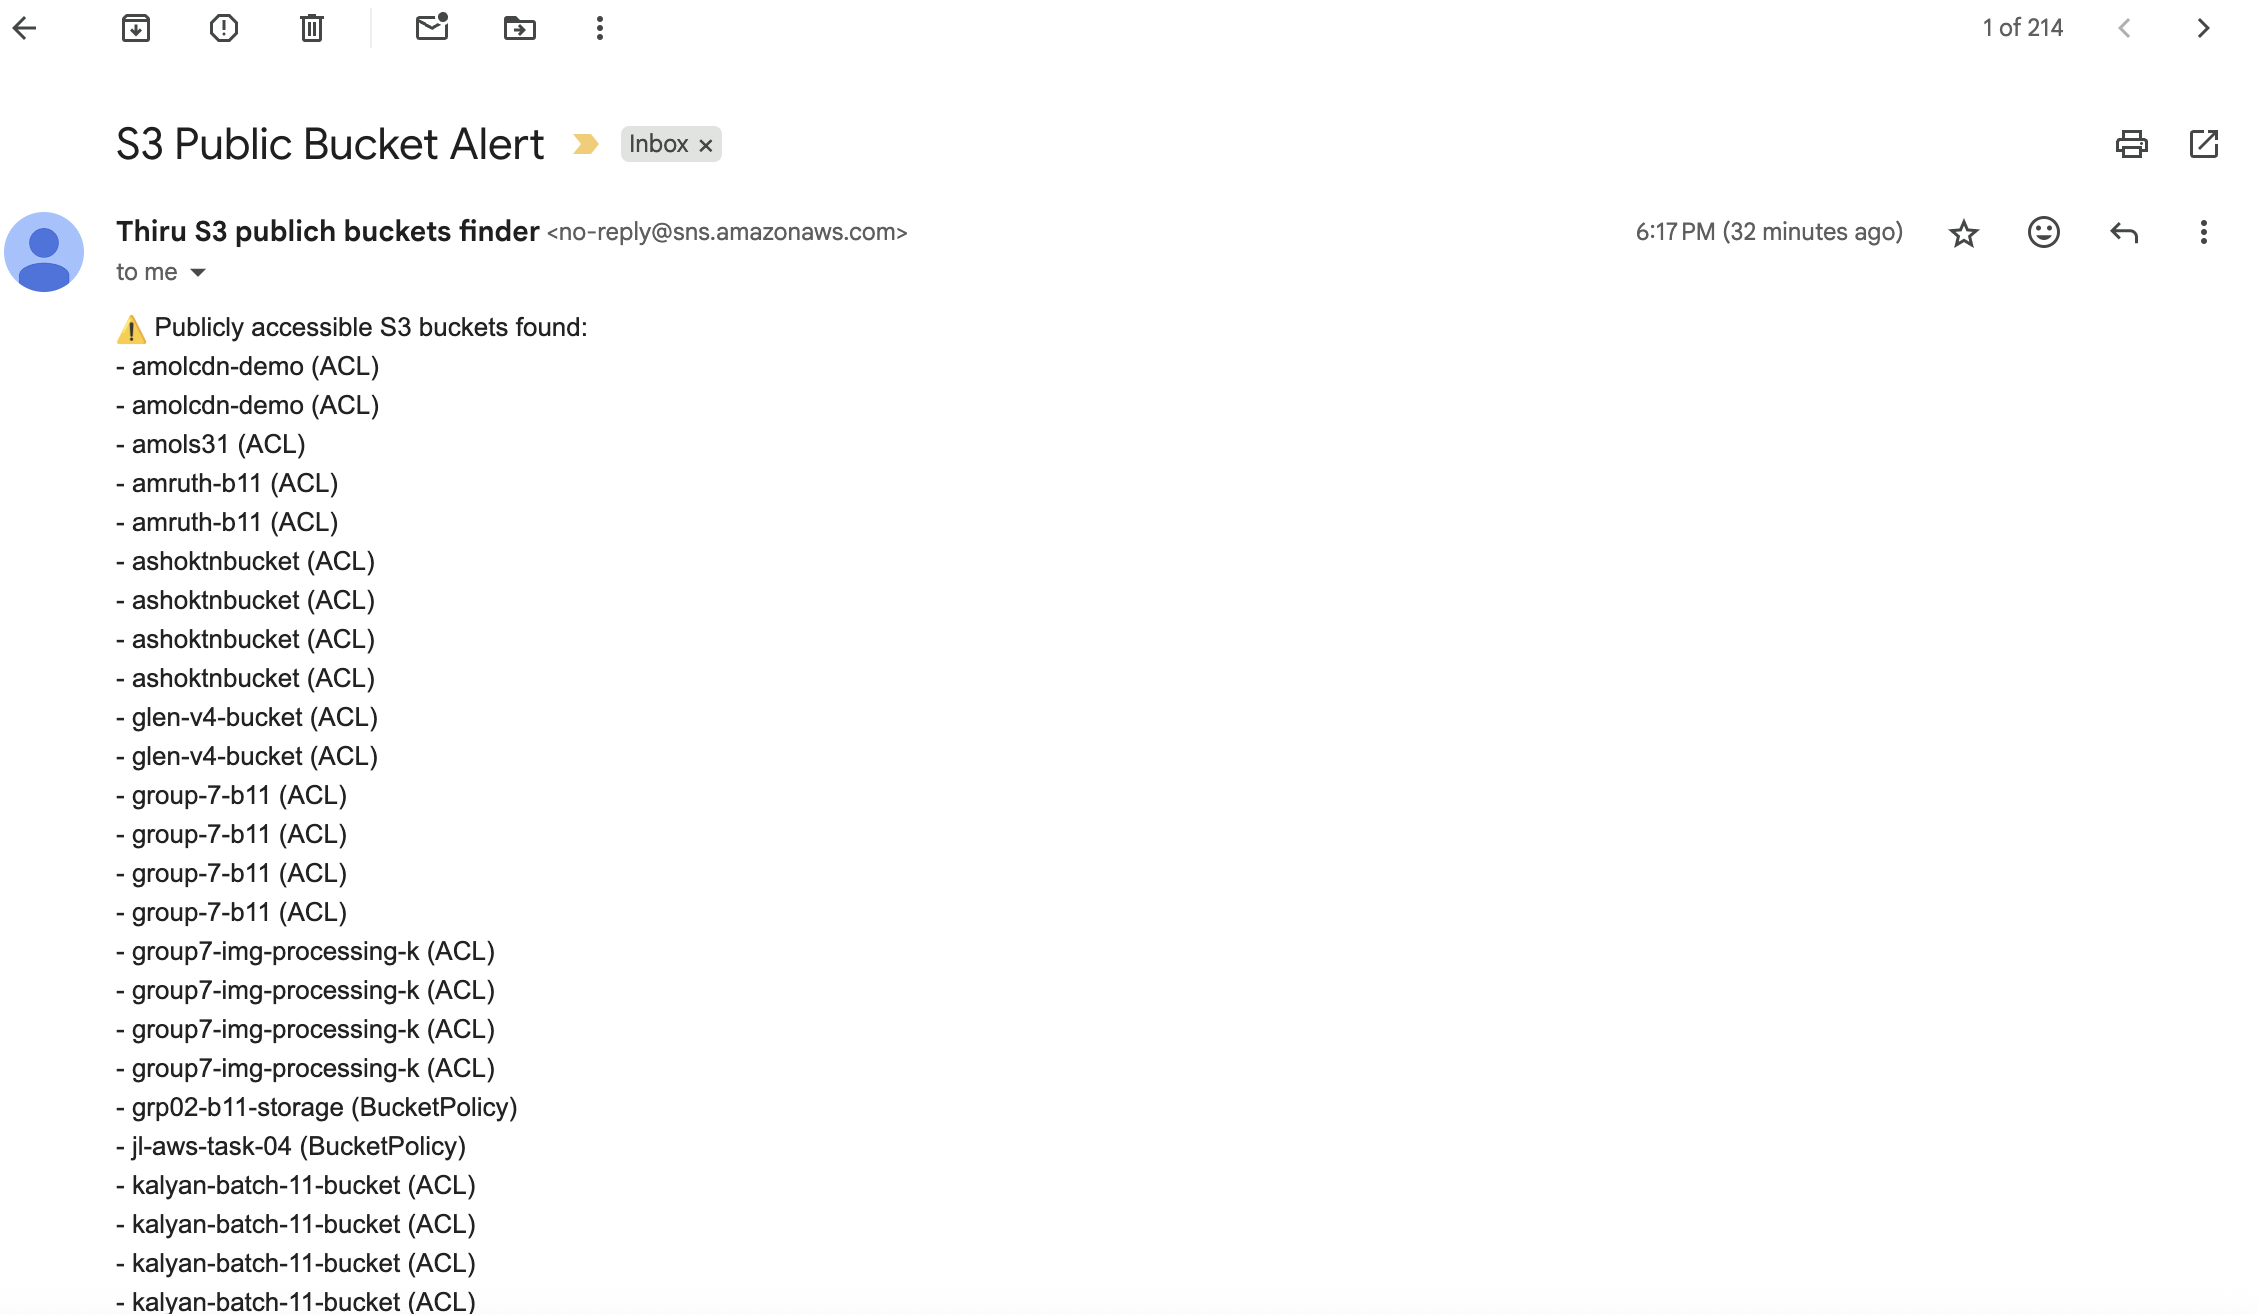 1 of 214
S3 Public Bucket Alert Inbox ×
Thiru S3 publich buckets finder <no-reply@sns.amazonaws.com> 6:17 PM (32 minutes ago)
to me
⚠️ Publicly accessible S3 buckets found:
- amolcdn-demo (ACL)
- amolcdn-demo (ACL)
- amols31 (ACL)
- amruth-b11 (ACL)
- amruth-b11 (ACL)
- ashoktnbucket (ACL)
- ashoktnbucket (ACL)
- ashoktnbucket (ACL)
- ashoktnbucket (ACL)
- glen-v4-bucket (ACL)
- glen-v4-bucket (ACL)
- group-7-b11 (ACL)
- group-7-b11 (ACL)
- group-7-b11 (ACL)
- group-7-b11 (ACL)
- group7-img-processing-k (ACL)
- group7-img-processing-k (ACL)
- group7-img-processing-k (ACL)
- group7-img-processing-k (ACL)
- grp02-b11-storage (BucketPolicy)
- jl-aws-task-04 (BucketPolicy)
- kalyan-batch-11-bucket (ACL)
- kalyan-batch-11-bucket (ACL)
- kalyan-batch-11-bucket (ACL)
- kalyan-batch-11-bucket (ACL)